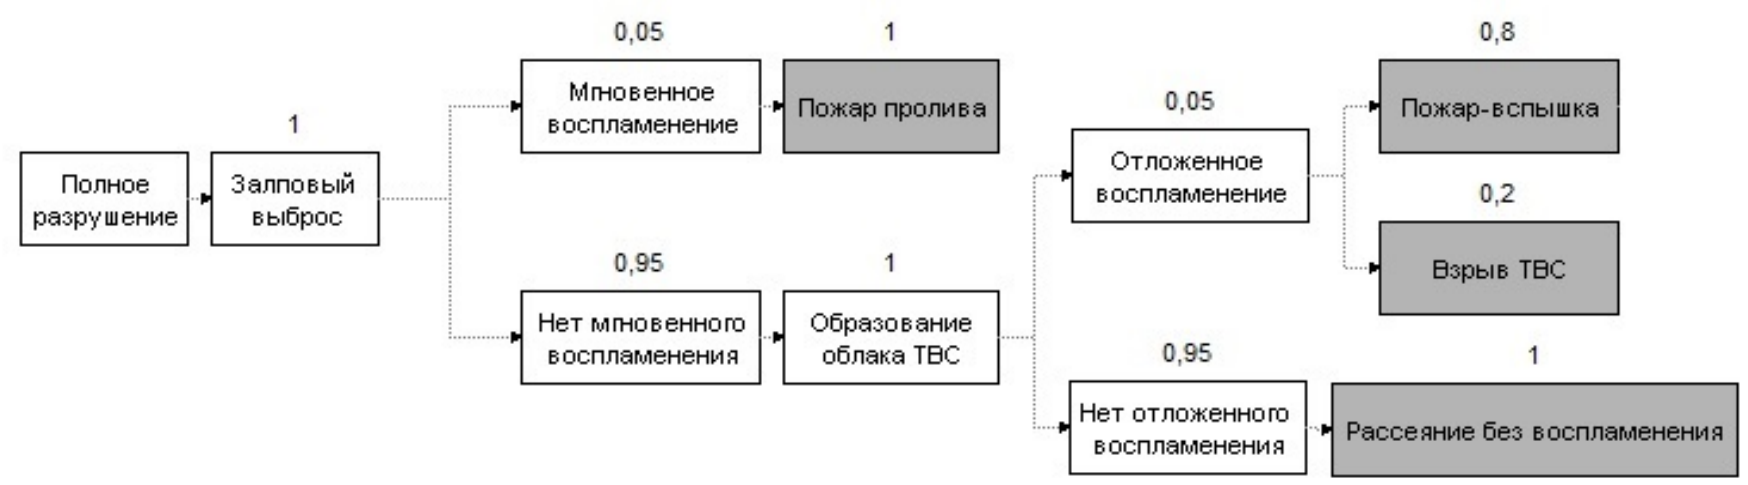 0,05
1
0,8
Мгновенное
воспламенение
Пожар пролива
0,05
Пожар-вспышка
1
Отложенное
воспламенение
Полное
разрушение
Залповый
выброс
0,2
0,95
1
Взрыв ТВС
Нет мгновенного
воспламенения
Образование
облака ТВС
0,95
1
Нет отложенного
воспламенения
Рассеяние без воспламенения